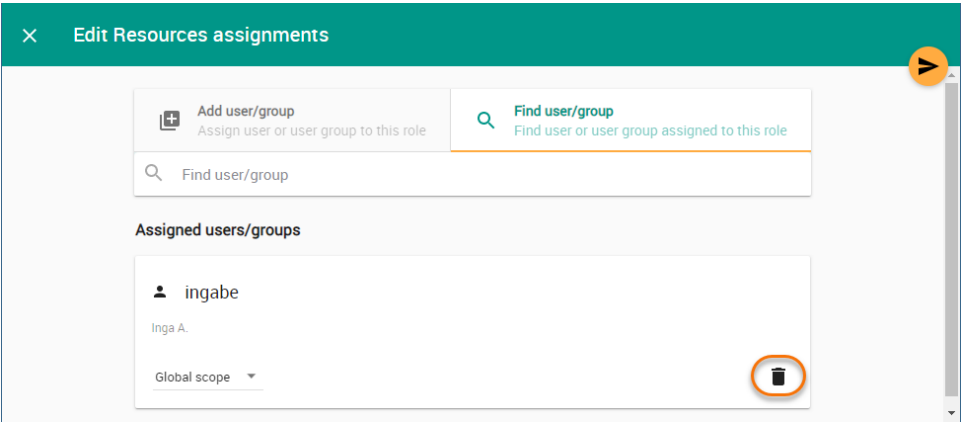 Edit Resources assignments
Add user/group
Assign user or user group to this role
Find user/group
Find user or user group assigned to this role
Find user/group
Assigned users/groups
ingabe
Inga A.
Global scope